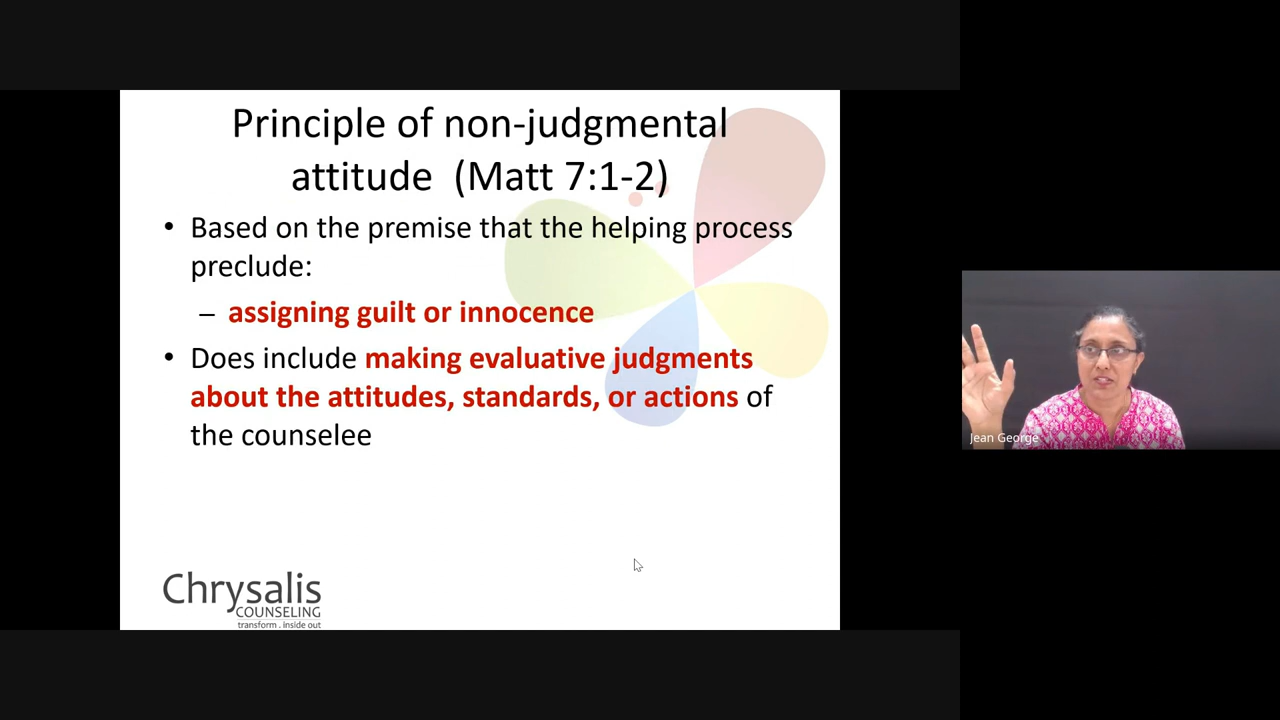 Principle of non-judgmental
attitude (Matt 7:1-2)
• Based on the premise that the helping process
preclude:
– assigning guilt or innocence
• Does include making evaluative judgments
about the attitudes, standards, or actions of
the counselee
Chrysalis
COUNSELING
transform . inside out
Jean George